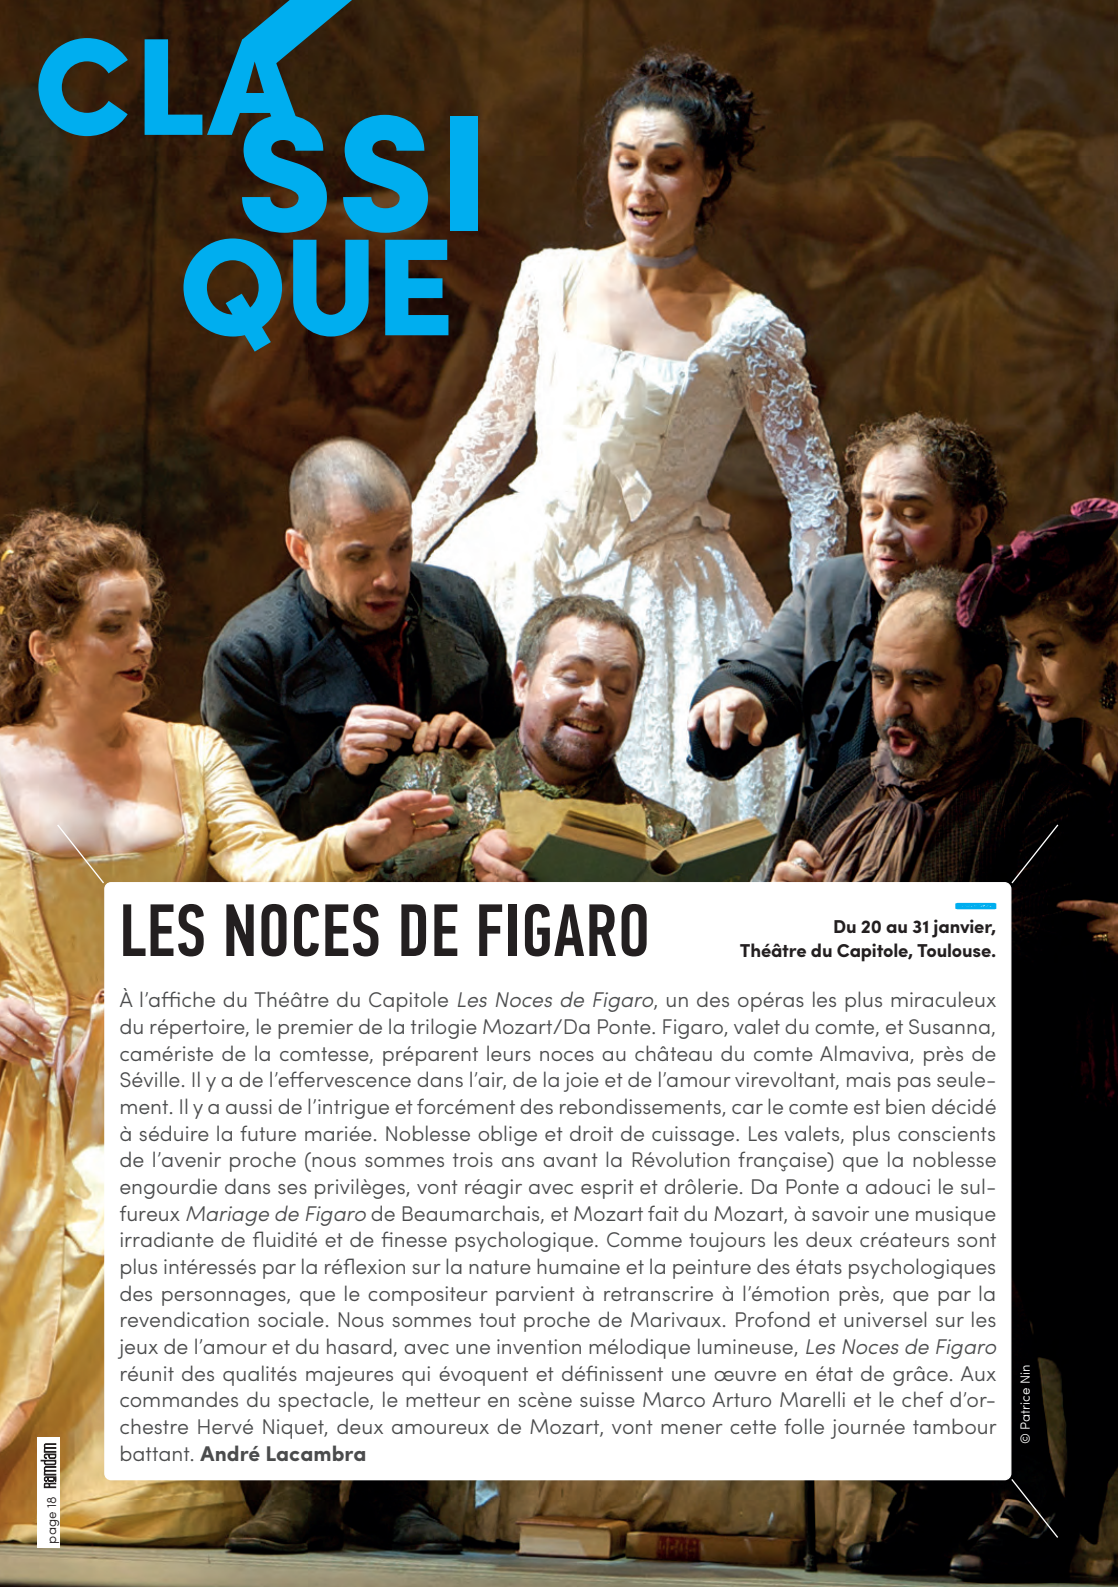 CLA
SSI
QUE
LES NOCES DE FIGARO
Du 20 au 31 janvier,
Théâtre du Capitole, Toulouse.
À l’affiche du Théâtre du Capitole Les Noces de Figaro, un des opéras les plus miraculeux
du répertoire, le premier de la trilogie Mozart/Da Ponte. Figaro, valet du comte, et Susanna,
camériste de la comtesse, préparent leurs noces au château du comte Almaviva, près de
Séville. Il y a de l’effervescence dans l’air, de la joie et de l’amour virevoltant, mais pas seule-
ment. Il y a aussi de l’intrigue et forcément des rebondissements, car le comte est bien décidé
à séduire la future mariée. Noblesse oblige et droit de cuissage. Les valets, plus conscients
de l’avenir proche (nous sommes trois ans avant la Révolution française) que la noblesse
engourdie dans ses privilèges, vont réagir avec esprit et drôlerie. Da Ponte a adouci le sul-
fureux Mariage de Figaro de Beaumarchais, et Mozart fait du Mozart, à savoir une musique
irradiante de fluidité et de finesse psychologique. Comme toujours les deux créateurs sont
plus intéressés par la réflexion sur la nature humaine et la peinture des états psychologiques
des personnages, que le compositeur parvient à retranscrire à l’émotion près, que par la
revendication sociale. Nous sommes tout proche de Marivaux. Profond et universel sur les
jeux de l’amour et du hasard, avec une invention mélodique lumineuse, Les Noces de Figaro
réunit des qualités majeures qui évoquent et définissent une œuvre en état de grâce. Aux
commandes du spectacle, le metteur en scène suisse Marco Arturo Marelli et le chef d’or-
chestre Hervé Niquet, deux amoureux de Mozart, vont mener cette folle journée tambour
battant. André Lacambra
© Patrice Nin
page 18 Ramdam